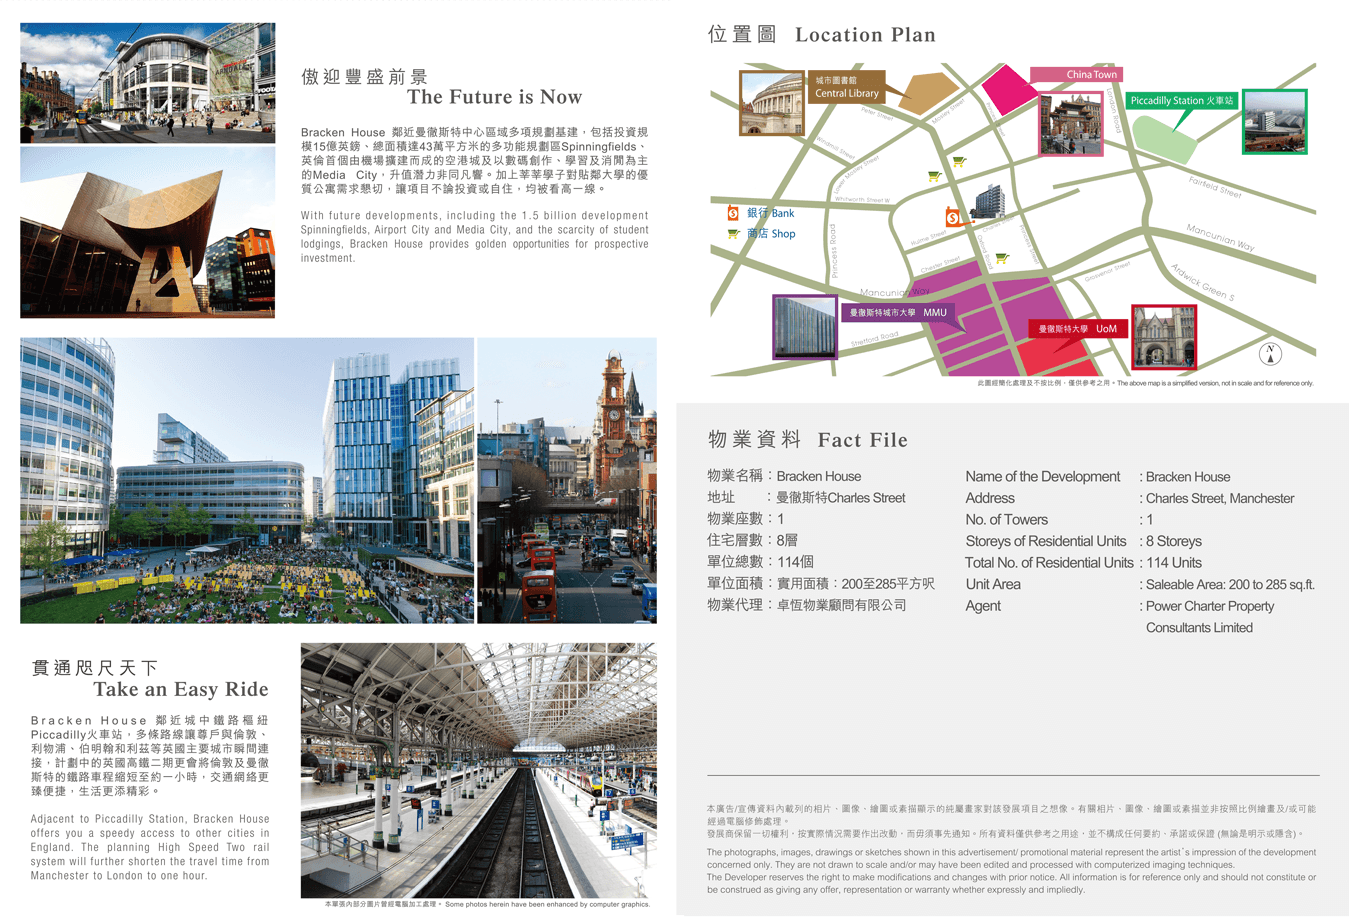 傲迎豐盛前景
The Future is Now
Bracken House 鄰近曼徹斯特中心區域多項規劃基建，包括投資規
模15億英鎊、總面積達43萬平方米的多功能規劃區Spinningfields、
英倫首個由機場擴建而成的空港城及以數碼創作、學習及消閒為主
的Media City，升值潛力非同凡響。加上莘莘學子對貼鄰大學的優
質公寓需求懇切，讓項目不論投資或自住，均被看高一線。
With future developments, including the 1.5 billion development
Spinningfields, Airport City and Media City, and the scarcity of student
lodgings, Bracken House provides golden opportunities for prospective
investment.
貫通咫尺天下
Take an Easy Ride
Bracken House 鄰近城中鐵路樞紐
Piccadilly火車站，多條路線讓尊戶與倫敦、
利物浦、伯明翰和利茲等英國主要城市瞬間連
接，計劃中的英國高鐵二期更會將倫敦及曼徹
斯特的鐵路車程縮短至約一小時，交通網絡更
臻便捷，生活更添精彩。
Adjacent to Piccadilly Station, Bracken House
offers you a speedy access to other cities in
England. The planning High Speed Two rail
system will further shorten the travel time from
Manchester to London to one hour.
本單張內部分圖片曾經電腦加工處理。 Some photos herein have been enhanced by computer graphics.
位置圖 Location Plan
城市圖書館
Central Library
China Town
Piccadilly Station 火車站
Peter Street
Mosley Street
London Road
Windmill Street
Lower Mosley Street
Whitworth Street W.
Fairfield Street
銀行 Bank
商店 Shop
Princess Road
Hulme Street
Charles Street
Oxford Road
Princess Street
Mancunian Way
Chester Street
Grosvenor Street
Ardwick Green S
Mancunian Way
曼徹斯特城市大學 MMU
曼徹斯特大學 UoM
Stretford Road
N
此圖經簡化處理及不按比例，僅供參考之用。The above map is a simplified version, not in scale and for reference only.
物業資料 Fact File
物業名稱：Bracken House
地址 ：曼徹斯特Charles Street
物業座數：1
住宅層數：8層
單位總數：114個
單位面積：實用面積：200至285平方呎
物業代理：卓恆物業顧問有限公司
Name of the Development : Bracken House
Address : Charles Street, Manchester
No. of Towers : 1
Storeys of Residential Units : 8 Storeys
Total No. of Residential Units : 114 Units
Unit Area : Saleable Area: 200 to 285 sq.ft.
Agent : Power Charter Property
Consultants Limited
本廣告/宣傳資料內載列的相片、圖像、繪圖或素描顯示的純屬畫家對該發展項目之想像。有關相片、圖像、繪圖或素描並非按照比例繪畫及/或可能
經過電腦修飾處理。
發展商保留一切權利，按實際情況需要作出改動，而毋須事先通知。所有資料僅供參考之用途，並不構成任何要約、承諾或保證 (無論是明示或隱含)。
The photographs, images, drawings or sketches shown in this advertisement/ promotional material represent the artist`s impression of the development
concerned only. They are not drawn to scale and/or may have been edited and processed with computerized imaging techniques.
The Developer reserves the right to make modifications and changes with prior notice. All information is for reference only and should not constitute or
be construed as giving any offer, representation or warranty whether expressly and impliedly.